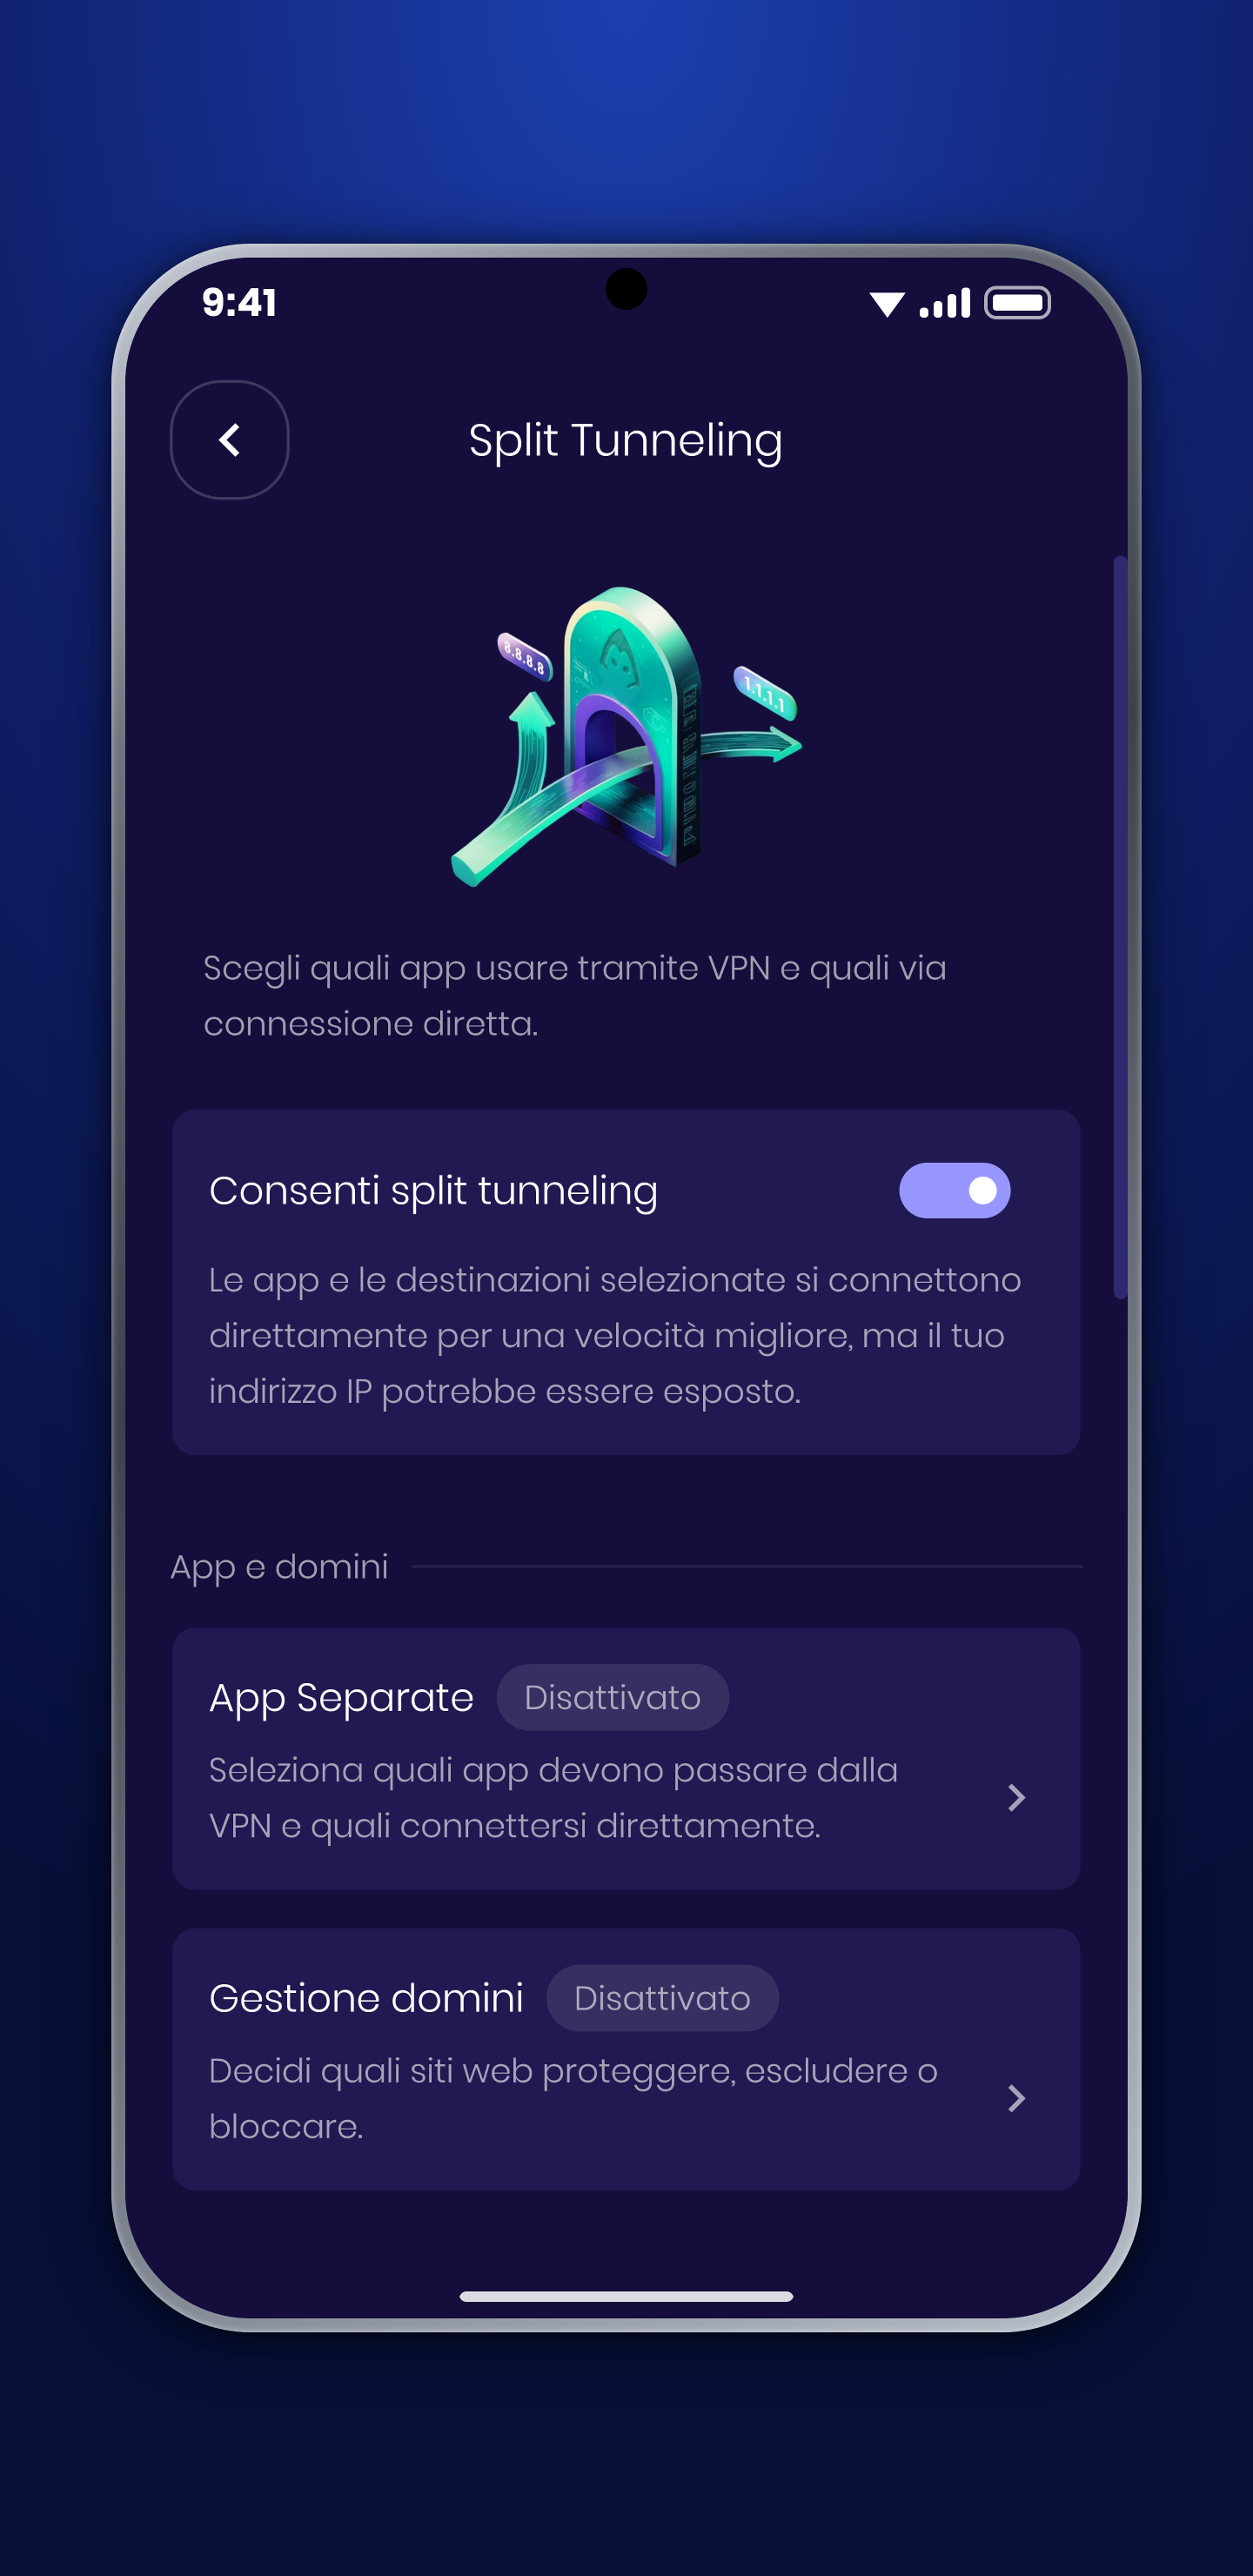 9:41
Split Tunneling
8.8.8.8
1.1.1.1
Scegli quali app usare tramite VPN e quali via
connessione diretta.
Consenti split tunneling
Le app e le destinazioni selezionate si connettono
direttamente per una velocità migliore, ma il tuo
indirizzo IP potrebbe essere esposto.
App e domini
App Separate Disattivato
Seleziona quali app devono passare dalla
VPN e quali connettersi direttamente.
Gestione domini Disattivato
Decidi quali siti web proteggere, escludere o
bloccare.